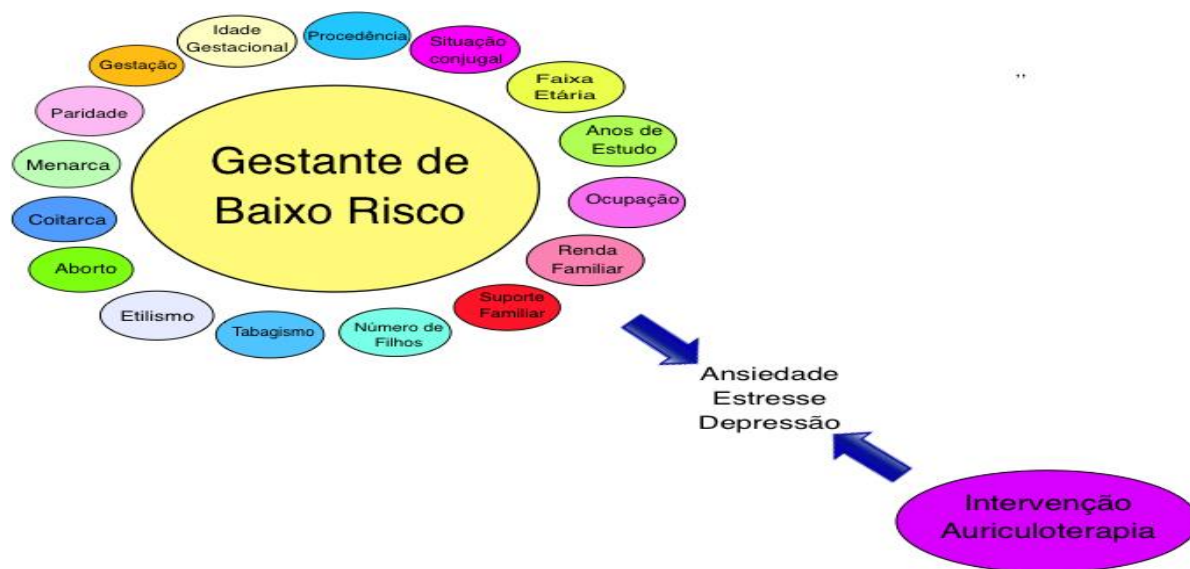 Idade
Gestacional
Procedência
Situação
conjugal
Gestação
Faixa
Etária
Paridade
Anos de
Estudo
Menarca
Gestante de
Baixo Risco
Ocupação
Coitarca
Renda
Familiar
Aborto
Suporte
Familiar
Etilismo
Tabagismo
Número de
Filhos
Ansiedade
Estresse
Depressão
Intervenção
Auriculoterapia
,,